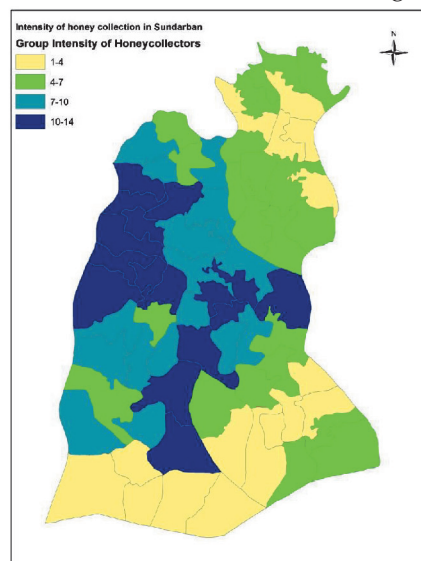 Intensity of honey collection in Sundarban
Group Intensity of Honeycollectors
N
1-4
4-7
7-10
10-14